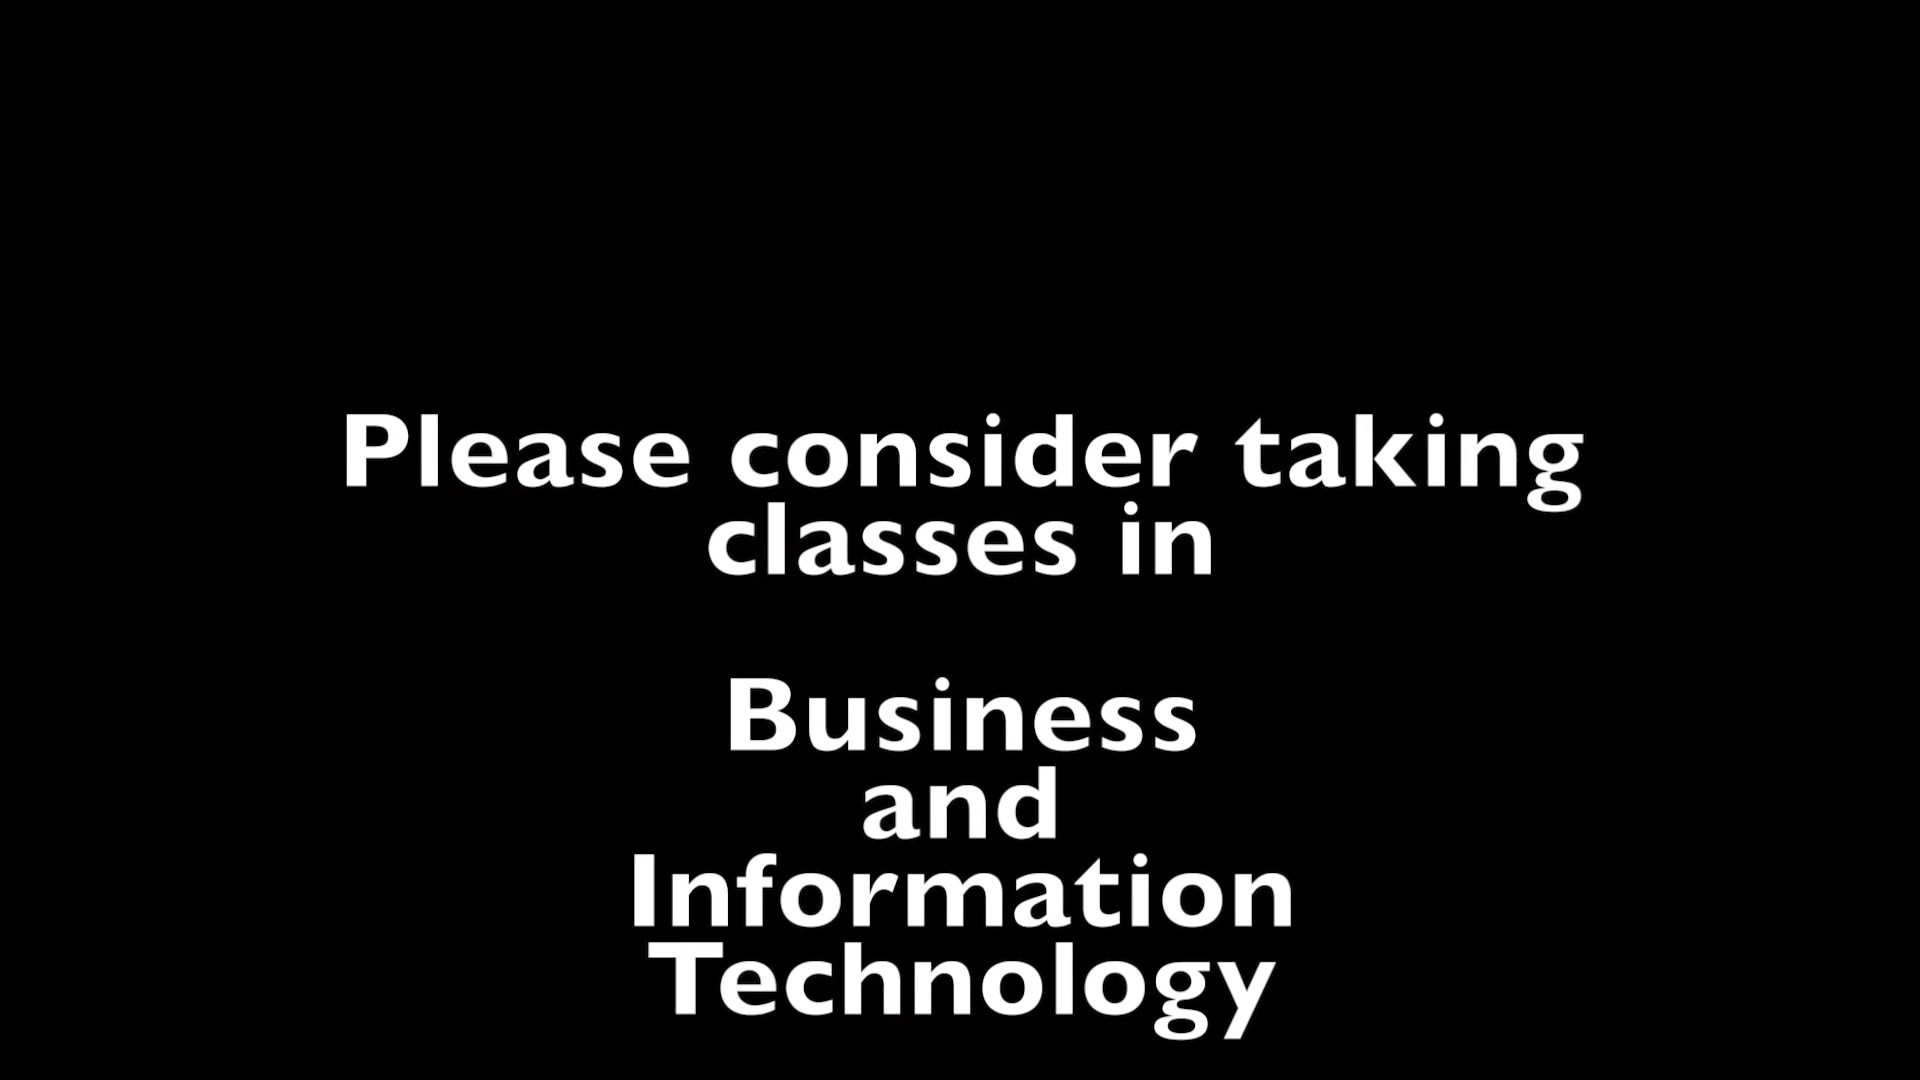 Please consider taking
classes in
Business
and
Information
Technology